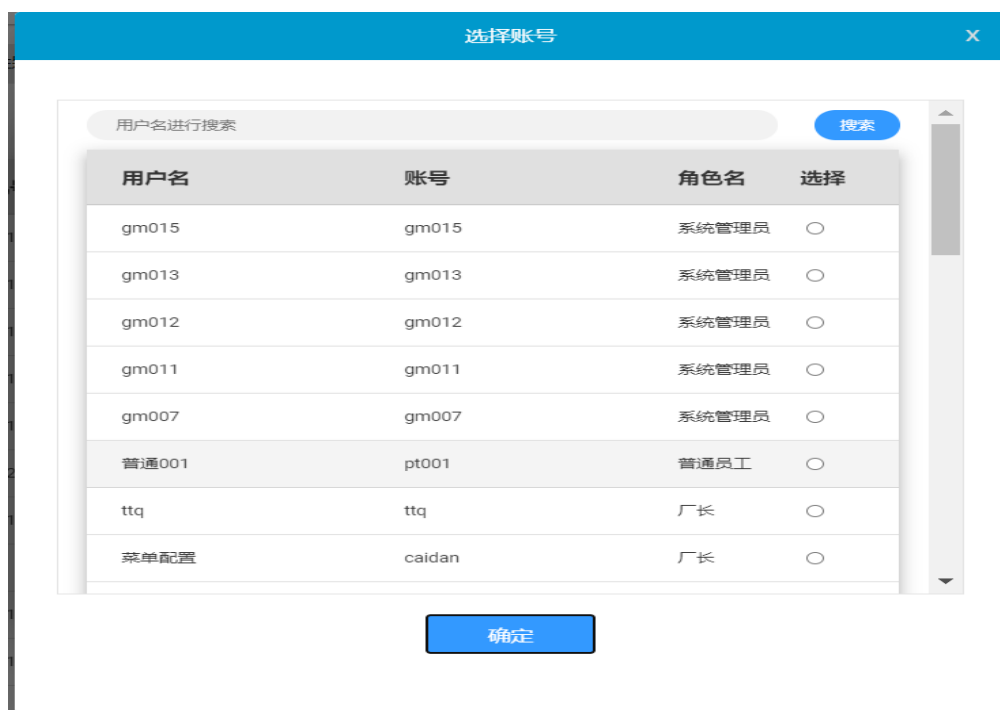 选择账号 X
用户名进行搜索 搜索
用户名 账号 角色名 选择
gm015 gm015 系统管理员
gm013 gm013 系统管理员
gm012 gm012 系统管理员
gm011 gm011 系统管理员
gm007 gm007 系统管理员
普通001 pt001 普通员工
ttq ttq 厂长
菜单配置 caidan 厂长
确定